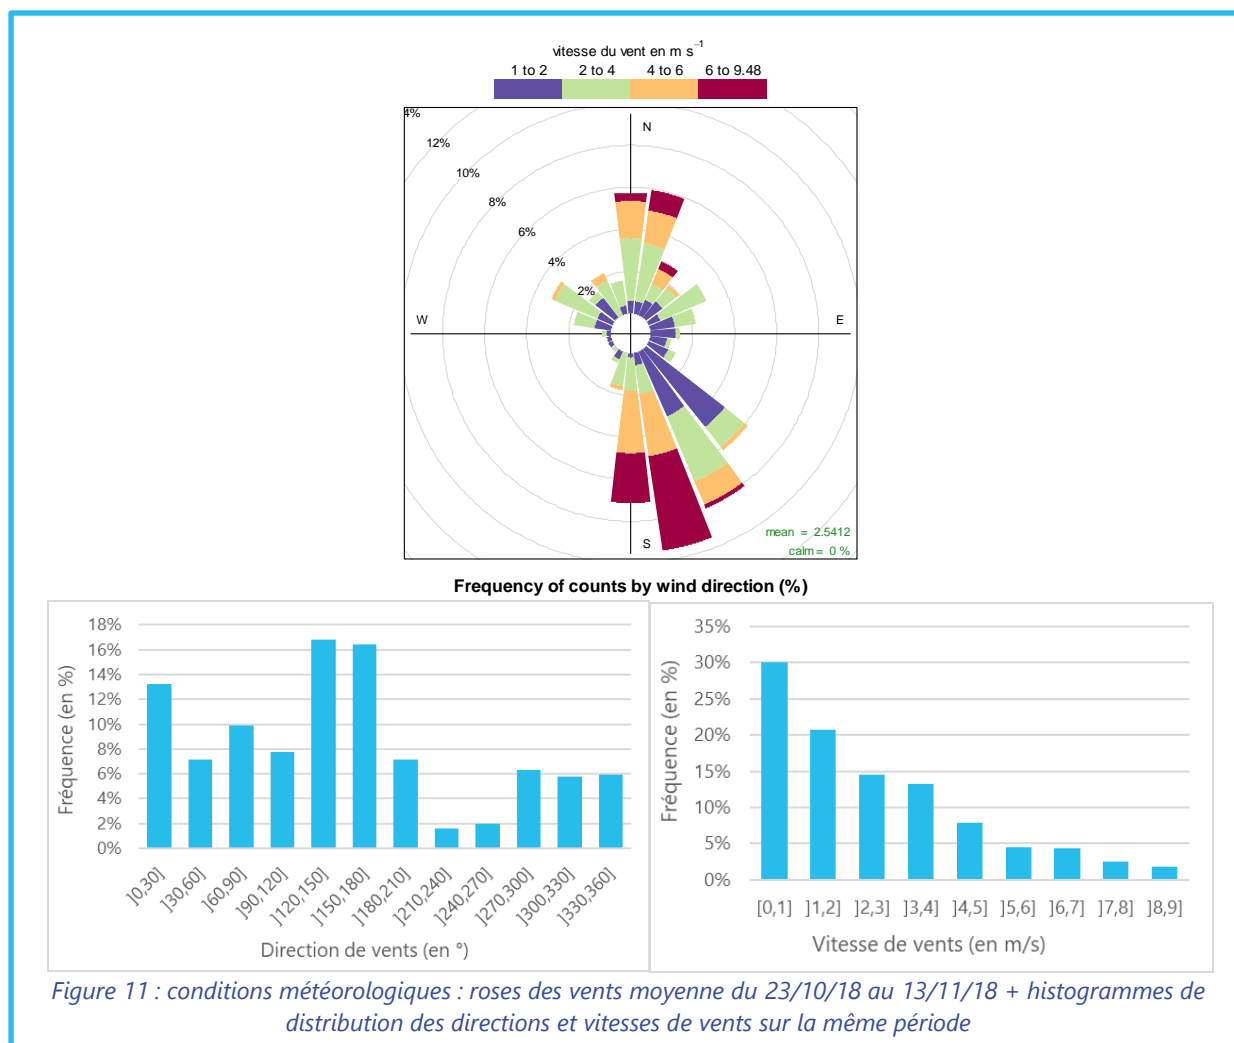 vitesse du vent en m s⁻¹
1 to 2 2 to 4 4 to 6 6 to 9.48
4%
12%
10%
8%
6%
4%
2%
N
W
E
S
mean = 2.5412
calm = 0 %
Frequency of counts by wind direction (%)
18%
16%
14%
12%
10%
8%
6%
4%
2%
0%
Fréquence (en %)
]0,30] ]30,60] ]60,90] ]90,120] ]120,150] ]150,180] ]180,210] ]210,240] ]240,270] ]270,300] ]300,330] ]330,360]
Direction de vents (en °)
35%
30%
25%
20%
15%
10%
5%
0%
Fréquence (en %)
[0,1] ]1,2] ]2,3] ]3,4] ]4,5] ]5,6] ]6,7] ]7,8] ]8,9]
Vitesse de vents (en m/s)
Figure 11 : conditions météorologiques : roses des vents moyenne du 23/10/18 au 13/11/18 + histogrammes de
distribution des directions et vitesses de vents sur la même période